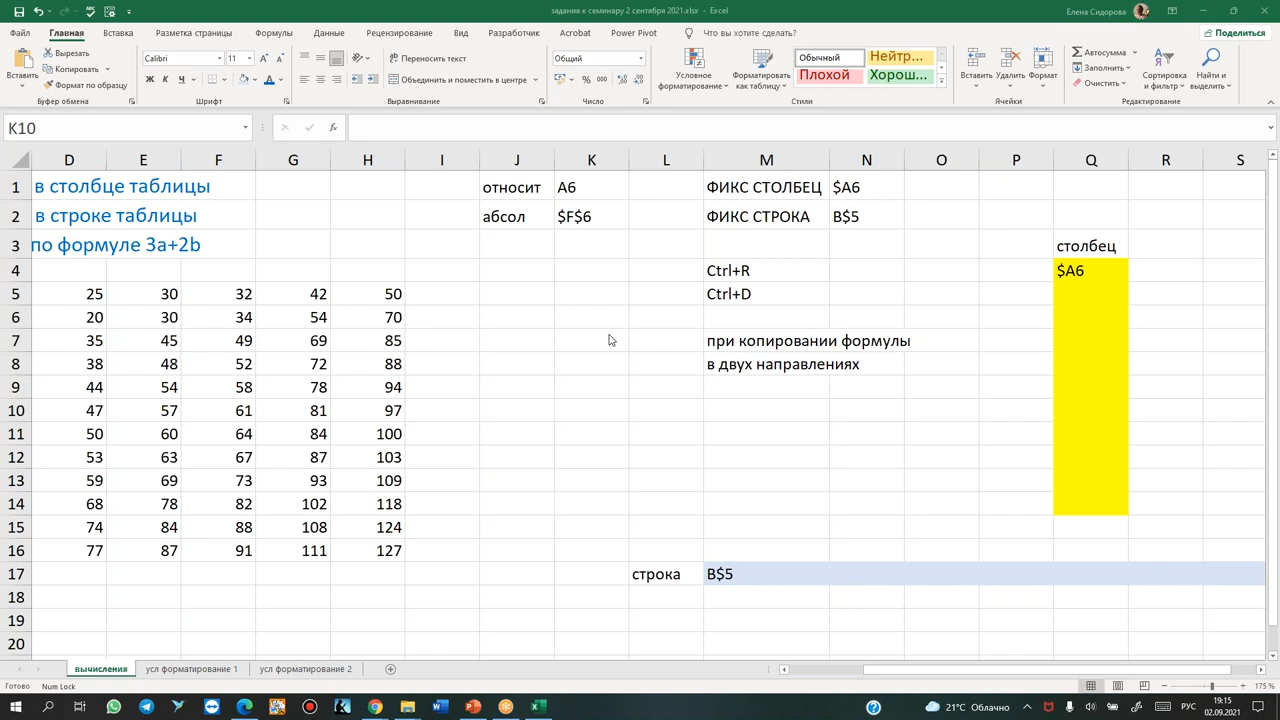 задания к семинару 2 сентября 2021.xlsx - Excel
Елена Сидорова
Файл Главная Вставка Разметка страницы Формулы Данные Рецензирование Вид Разработчик Acrobat Power Pivot Что вы хотите сделать? Поделиться
Вставить
Вырезать
Копировать
Формат по образцу
Буфер обмена
Calibri 11
Ж К Ч
Шрифт
Переносить текст
Объединить и поместить в центре
Выравнивание
Общий
% 000
Число
Условное форматирование
Форматировать как таблицу
Обычный Нейтр...
Плохой Хорош...
Стили
Вставить Удалить Формат
Ячейки
Автосумма
Заполнить
Очистить
Сортировка и фильтр
Найти и выделить
Редактирование
K10 fx
D E F G H I J K L M N O P Q R S
1 в столбце таблицы относит A6 ФИКС СТОЛБЕЦ $A6
2 в строке таблицы абсол $F$6 ФИКС СТРОКА B$5
3 по формуле 3a+2b столбец
4 Ctrl+R $A6
5 25 30 32 42 50 Ctrl+D
6 20 30 34 54 70
7 35 45 49 69 85 при копировании формулы
8 38 48 52 72 88 в двух направлениях
9 44 54 58 78 94
10 47 57 61 81 97
11 50 60 64 84 100
12 53 63 67 87 103
13 59 69 73 93 109
14 68 78 82 102 118
15 74 84 88 108 124
16 77 87 91 111 127
17 строка B$5
18
19
20
вычисления усл форматирование 1 усл форматирование 2
Готово Num Lock 175 %
21°C Облачно РУС 19:15
02.09.2021